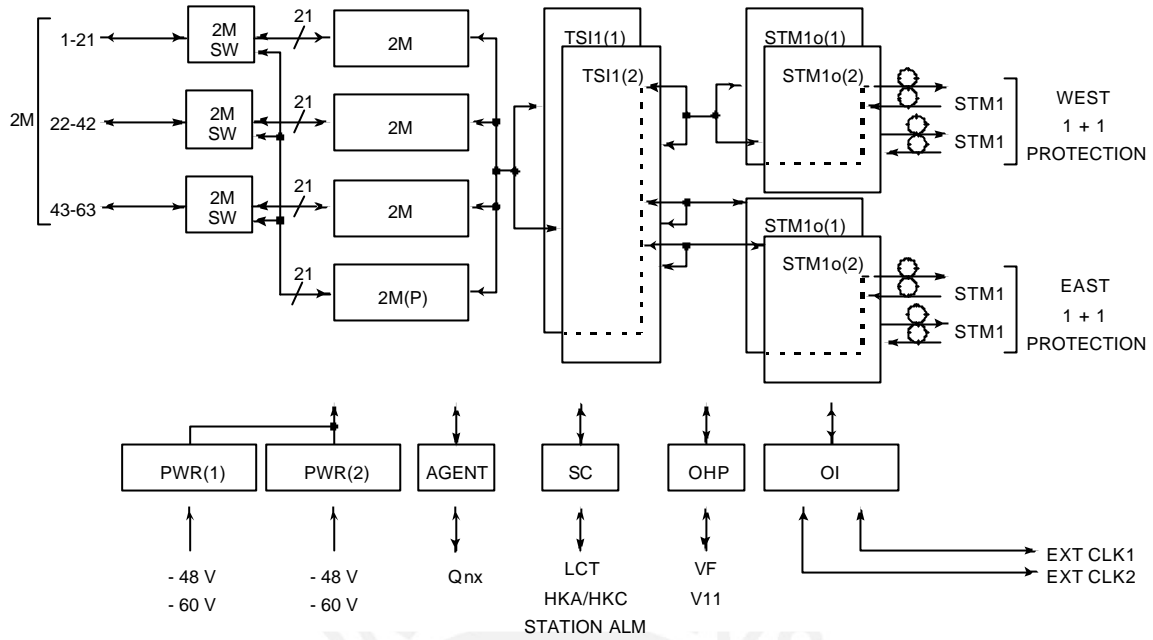 2M
1-21
22-42
43-63
2M
SW
2M
SW
2M
SW
21
21
21
21
2M
2M
2M
2M(P)
TSI1(1)
TSI1(2)
STM1o(1)
STM1o(2)
STM1
STM1
WEST
1 + 1
PROTECTION
STM1o(1)
STM1o(2)
STM1
STM1
EAST
1 + 1
PROTECTION
PWR(1)
PWR(2)
AGENT
SC
OHP
OI
- 48 V
- 60 V
- 48 V
- 60 V
Qnx
LCT
HKA/HKC
STATION ALM
VF
V11
EXT CLK1
EXT CLK2